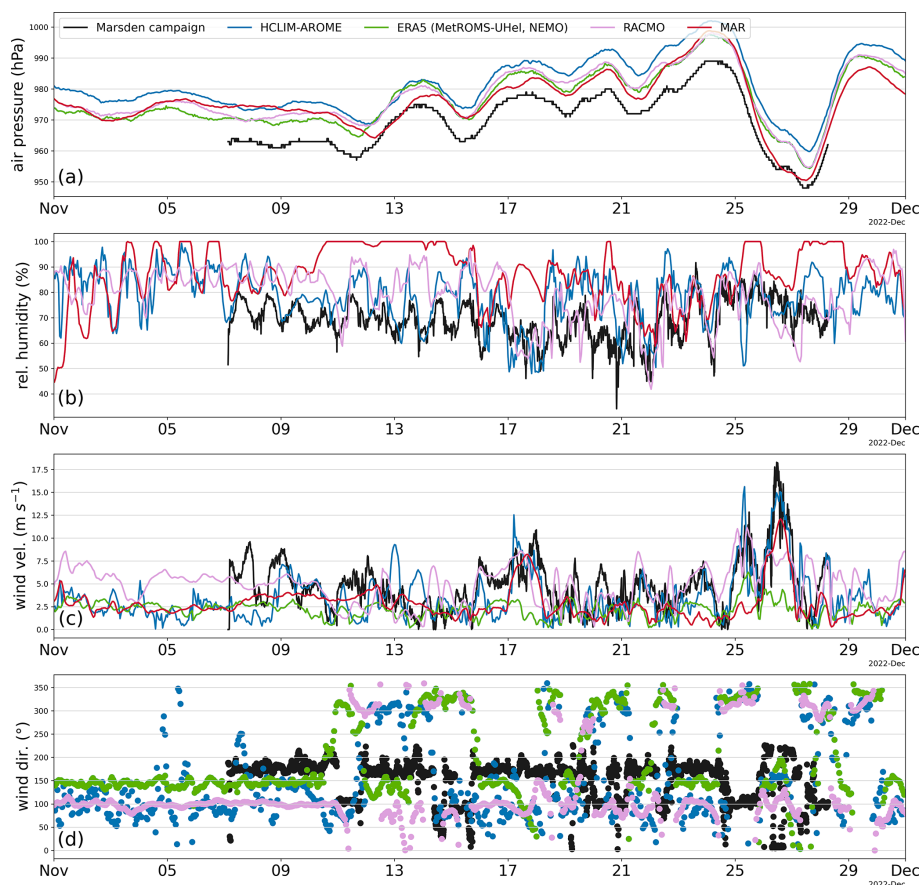 Marsden campaign HCLIM-AROME ERA5 (MetROMS-UHel, NEMO) RACMO MAR
air pressure (hPa)
1000
990
980
970
960
950
(a)
Nov 05 09 13 17 21 25 29 Dec
2022-Dec
rel. humidity (%)
100
90
80
70
60
50
40
(b)
Nov 05 09 13 17 21 25 29 Dec
2022-Dec
wind vel. (m s⁻¹)
17.5
15.0
12.5
10.0
7.5
5.0
2.5
0.0
(c)
Nov 05 09 13 17 21 25 29 Dec
2022-Dec
wind dir. (°)
350
300
250
200
150
100
50
0
(d)
Nov 05 09 13 17 21 25 29 Dec
2022-Dec